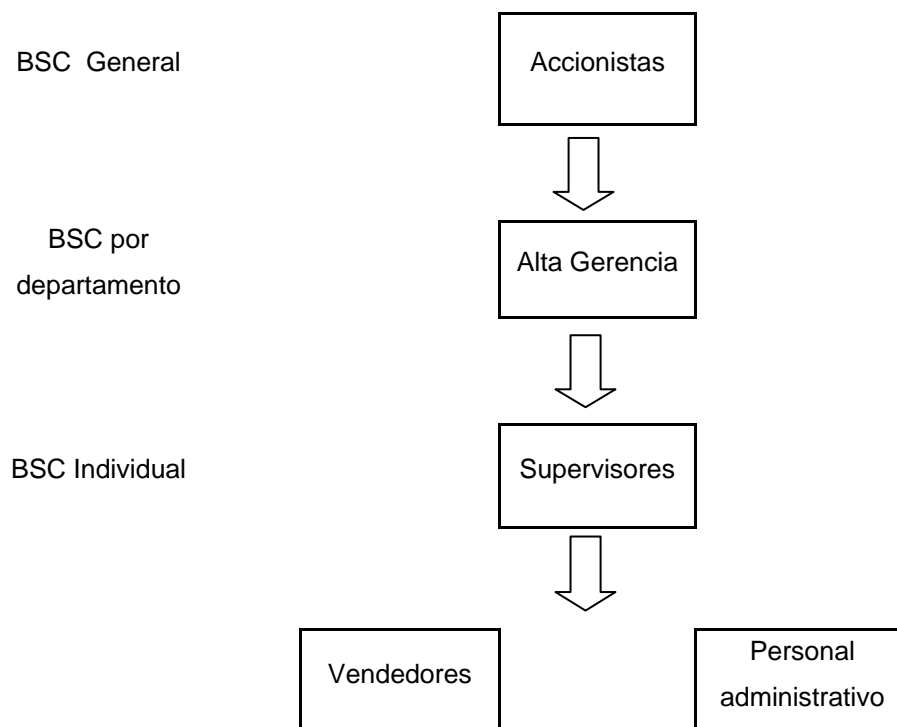 BSC General
Accionistas
BSC por
departamento
Alta Gerencia
BSC Individual
Supervisores
Vendedores
Personal
administrativo